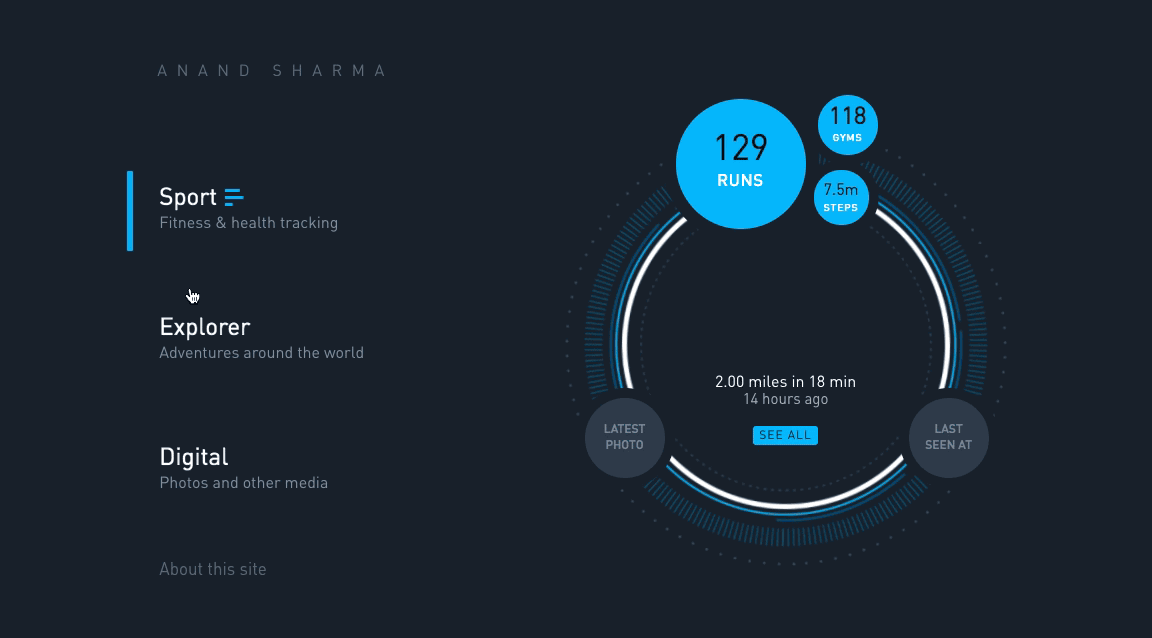 ANAND SHARMA
Sport
Fitness & health tracking
Explorer
Adventures around the world
Digital
Photos and other media
About this site
129
RUNS
118
GYMS
7.5m
STEPS
2.00 miles in 18 min
14 hours ago
SEE ALL
LATEST
PHOTO
LAST
SEEN AT